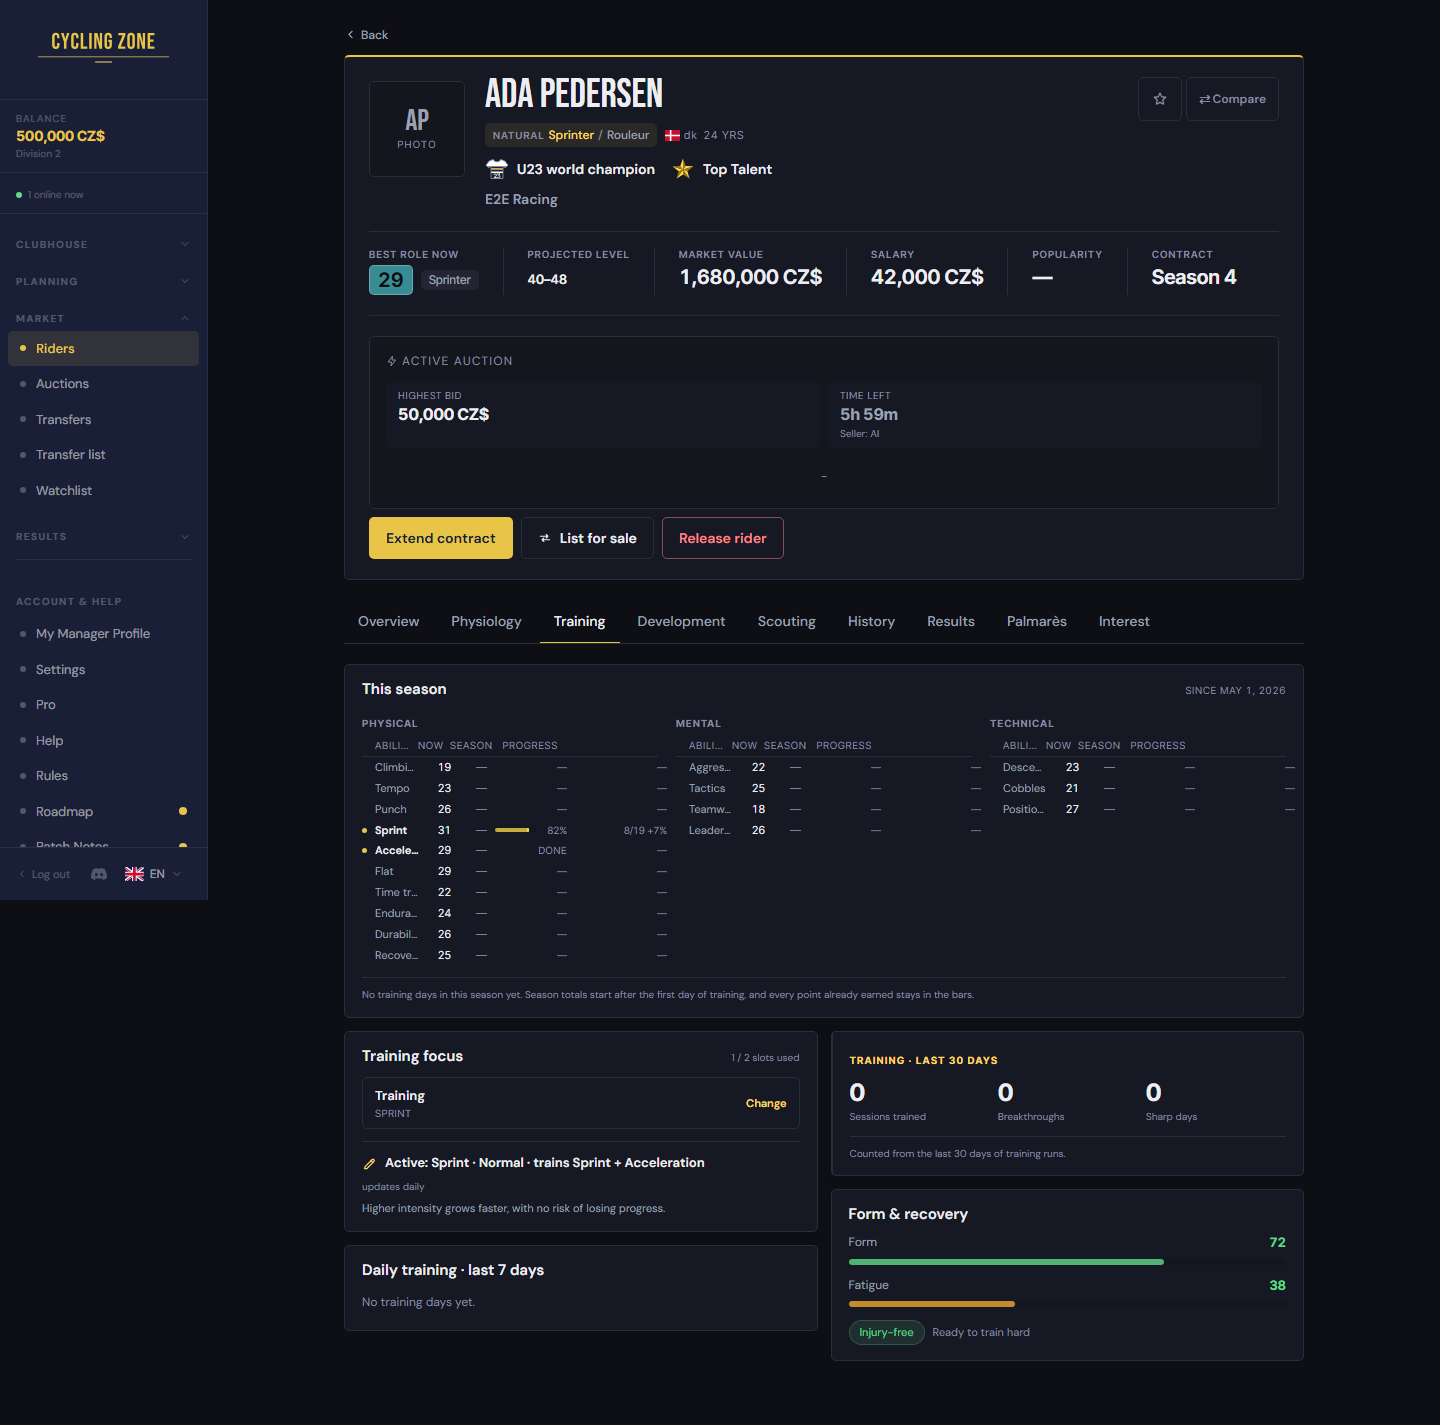 CYCLING ZONE
BALANCE
500,000 CZ$
Division 2
1 online now
CLUBHOUSE
PLANNING
MARKET
Riders
Auctions
Transfers
Transfer list
Watchlist
RESULTS
ACCOUNT & HELP
My Manager Profile
Settings
Pro
Help
Rules
Roadmap
Patch Notes
Log out
EN
Back
AP
PHOTO
ADA PEDERSEN
NATURAL Sprinter / Rouleur dk 24 YRS
U23 world champion Top Talent
E2E Racing
Compare
BEST ROLE NOW PROJECTED LEVEL MARKET VALUE SALARY POPULARITY CONTRACT
29 Sprinter 40–48 1,680,000 CZ$ 42,000 CZ$ — Season 4
ACTIVE AUCTION
HIGHEST BID TIME LEFT
50,000 CZ$ 5h 59m
Seller: AI
–
Extend contract List for sale Release rider
Overview Physiology Training Development Scouting History Results Palmarès Interest
This season SINCE MAY 1, 2026
PHYSICAL MENTAL TECHNICAL
ABILI... NOW SEASON PROGRESS ABILI... NOW SEASON PROGRESS ABILI... NOW SEASON PROGRESS
Climbi... 19 — — — Aggres... 22 — — — Desce... 23 — — —
Tempo 23 — — — Tactics 25 — — — Cobbles 21 — — —
Punch 26 — — — Teamw... 18 — — — Positio... 27 — — —
Sprint 31 — 82% 8/19 +7% Leader... 26 — — —
Accele... 29 — DONE —
Flat 29 — — —
Time tr... 22 — — —
Endura... 24 — — —
Durabil... 26 — — —
Recove... 25 — — —
No training days in this season yet. Season totals start after the first day of training, and every point already earned stays in the bars.
Training focus 1 / 2 slots used
Training
SPRINT
Change
Active: Sprint · Normal · trains Sprint + Acceleration
updates daily
Higher intensity grows faster, with no risk of losing progress.
Daily training · last 7 days
No training days yet.
TRAINING · LAST 30 DAYS
0 0 0
Sessions trained Breakthroughs Sharp days
Counted from the last 30 days of training runs.
Form & recovery
Form 72
Fatigue 38
Injury-free Ready to train hard